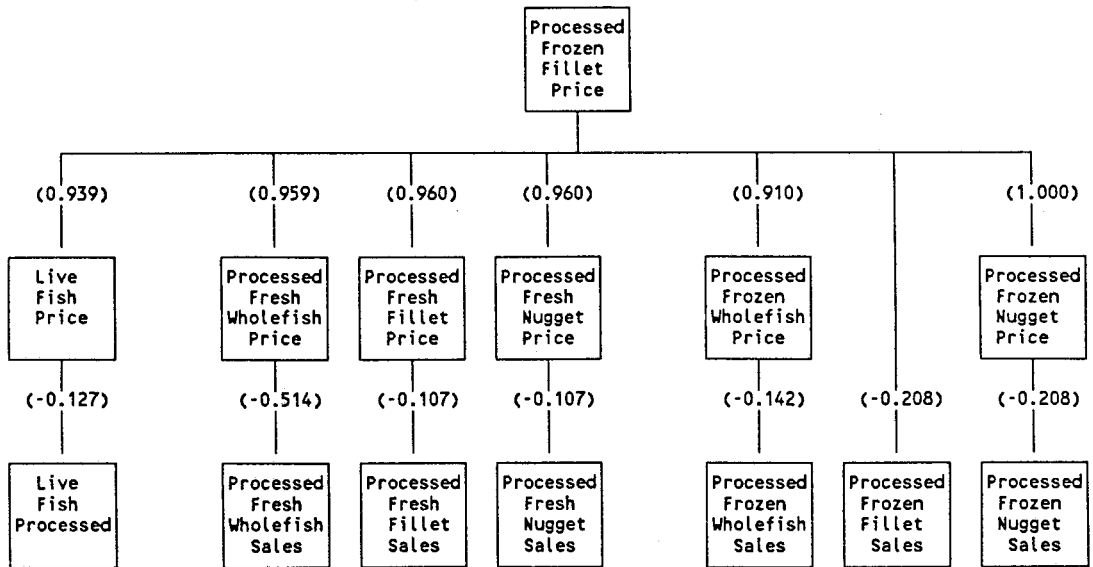 Processed
Frozen
Fillet
Price
(0.939)
(0.959)
(0.960)
(0.960)
(0.910)
(1.000)
Live
Fish
Price
Processed
Fresh
Wholefish
Price
Processed
Fresh
Fillet
Price
Processed
Fresh
Nugget
Price
Processed
Frozen
Wholefish
Price
Processed
Frozen
Nugget
Price
(-0.127)
(-0.514)
(-0.107)
(-0.107)
(-0.142)
(-0.208)
(-0.208)
Live
Fish
Processed
Processed
Fresh
Wholefish
Sales
Processed
Fresh
Fillet
Sales
Processed
Fresh
Nugget
Sales
Processed
Frozen
Wholefish
Sales
Processed
Frozen
Fillet
Sales
Processed
Frozen
Nugget
Sales